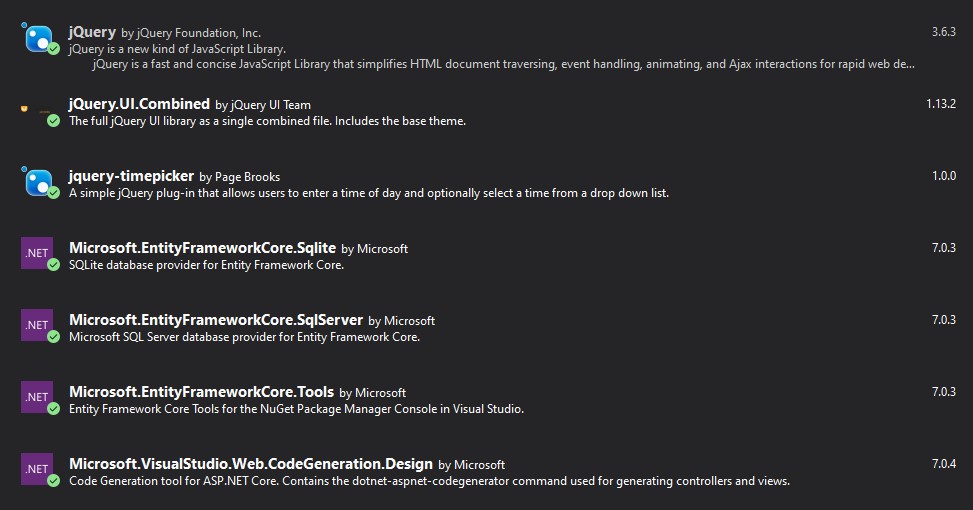 jQuery by jQuery Foundation, Inc. 3.6.3
jQuery is a new kind of JavaScript Library.
jQuery is a fast and concise JavaScript Library that simplifies HTML document traversing, event handling, animating, and Ajax interactions for rapid web de...
jQuery.UI.Combined by jQuery UI Team 1.13.2
The full jQuery UI library as a single combined file. Includes the base theme.
jquery-timepicker by Page Brooks 1.0.0
A simple jQuery plug-in that allows users to enter a time of day and optionally select a time from a drop down list.
.NET Microsoft.EntityFrameworkCore.Sqlite by Microsoft 7.0.3
SQLite database provider for Entity Framework Core.
.NET Microsoft.EntityFrameworkCore.SqlServer by Microsoft 7.0.3
Microsoft SQL Server database provider for Entity Framework Core.
.NET Microsoft.EntityFrameworkCore.Tools by Microsoft 7.0.3
Entity Framework Core Tools for the NuGet Package Manager Console in Visual Studio.
.NET Microsoft.VisualStudio.Web.CodeGeneration.Design by Microsoft 7.0.4
Code Generation tool for ASP.NET Core. Contains the dotnet-aspnet-codegenerator command used for generating controllers and views.